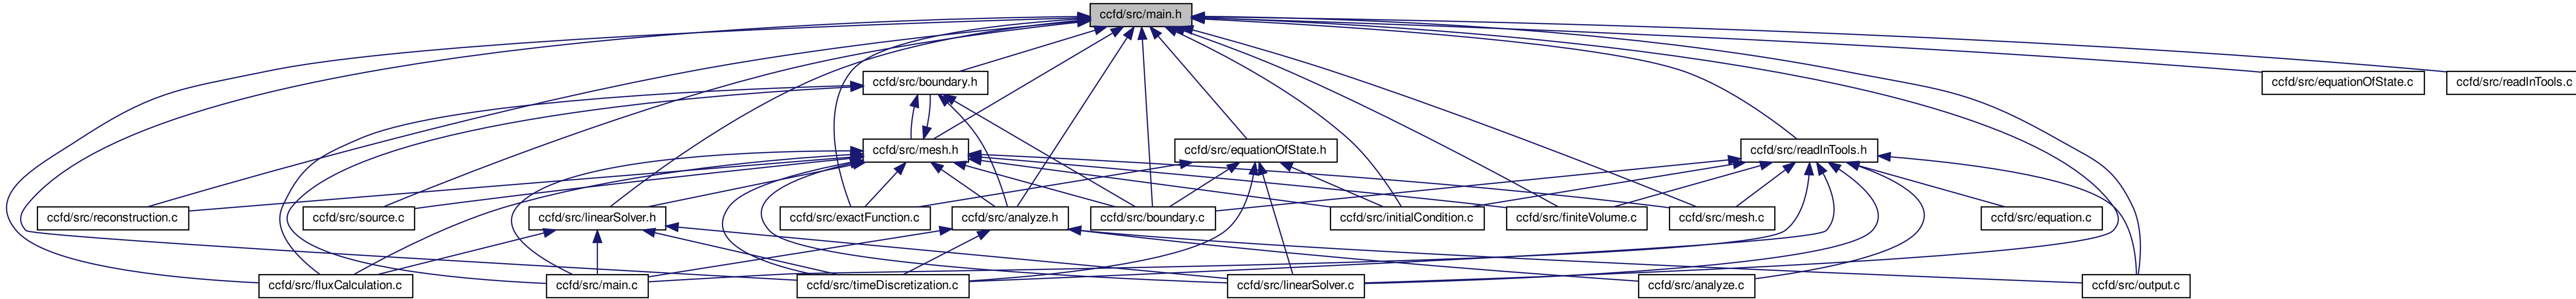 ccfd/src/main.h
ccfd/src/boundary.h
ccfd/src/equationOfState.c
ccfd/src/readInTools.c
ccfd/src/mesh.h
ccfd/src/equationOfState.h
ccfd/src/readInTools.h
ccfd/src/reconstruction.c
ccfd/src/source.c
ccfd/src/linearSolver.h
ccfd/src/exactFunction.c
ccfd/src/analyze.h
ccfd/src/boundary.c
ccfd/src/initialCondition.c
ccfd/src/finiteVolume.c
ccfd/src/mesh.c
ccfd/src/equation.c
ccfd/src/fluxCalculation.c
ccfd/src/main.c
ccfd/src/timeDiscretization.c
ccfd/src/linearSolver.c
ccfd/src/analyze.c
ccfd/src/output.c